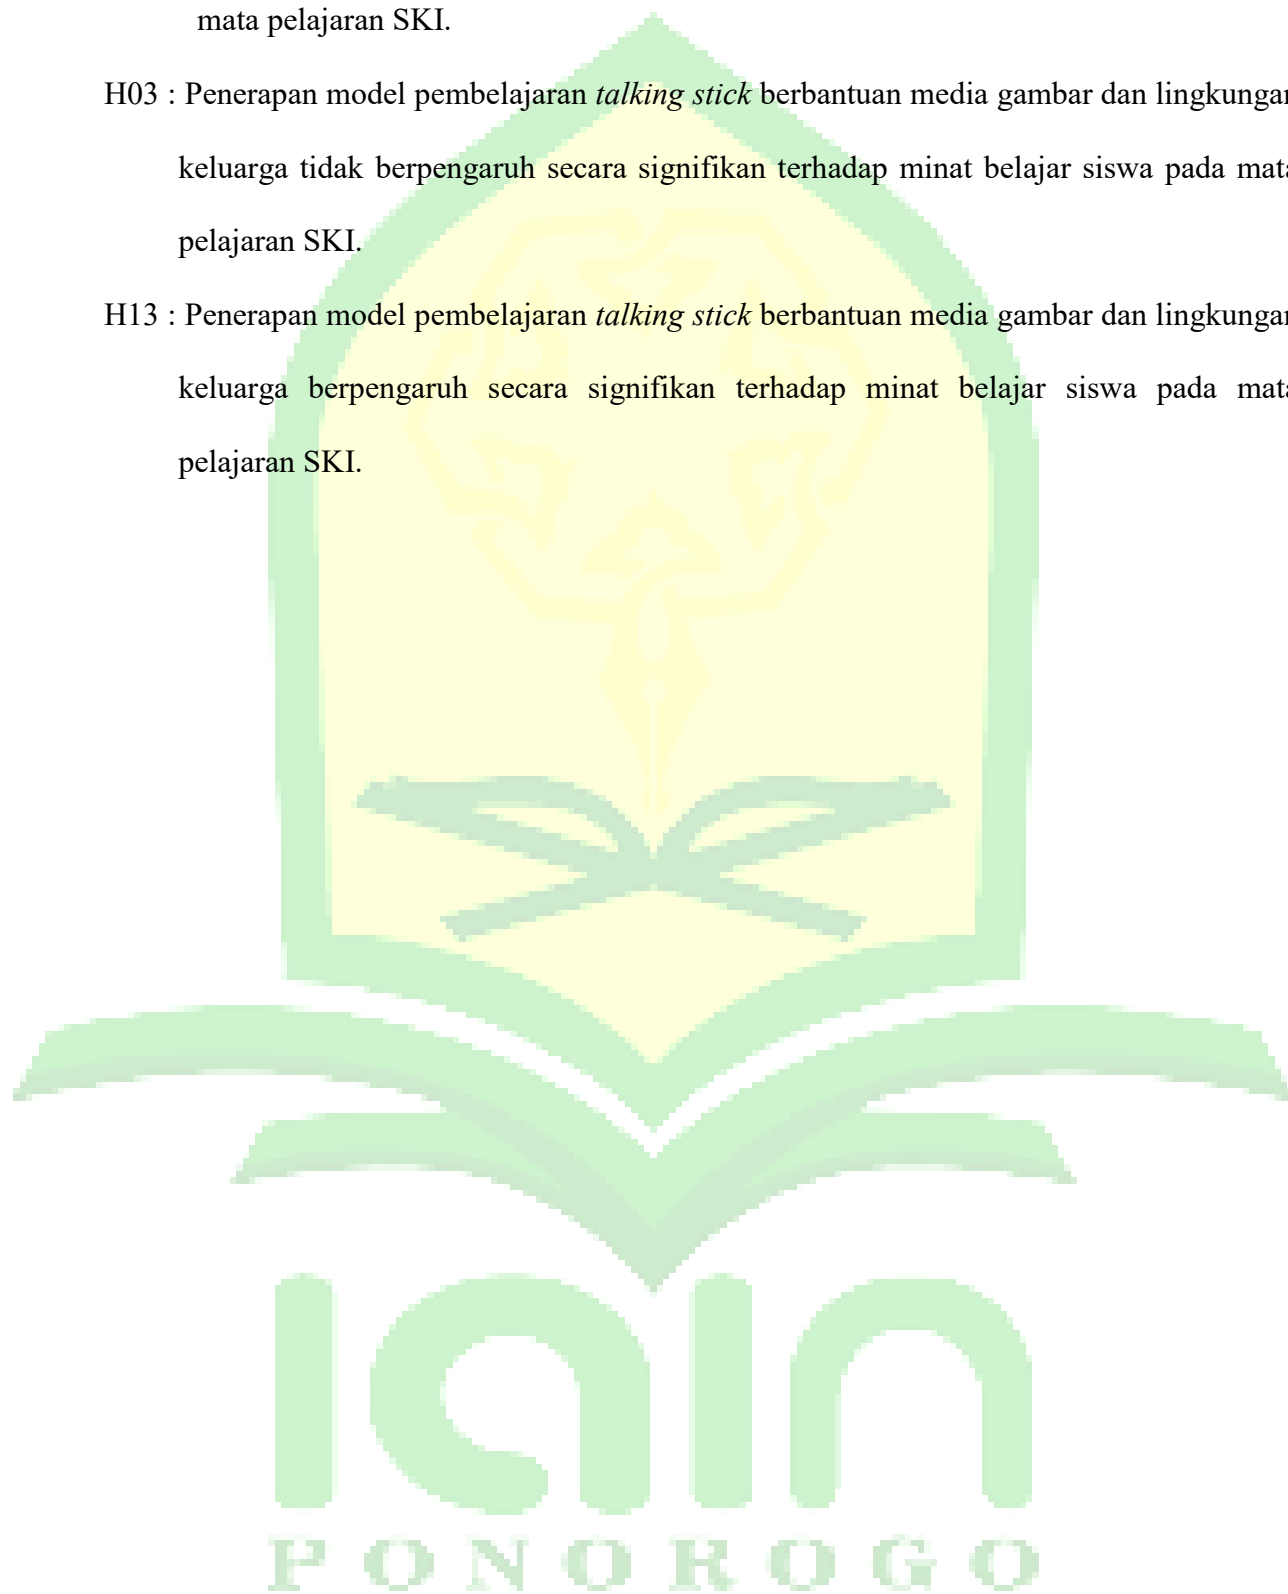 mata pelajaran SKI.
H03 : Penerapan model pembelajaran talking stick berbantuan media gambar dan lingkungan
keluarga tidak berpengaruh secara signifikan terhadap minat belajar siswa pada mata
pelajaran SKI.
H13 : Penerapan model pembelajaran talking stick berbantuan media gambar dan lingkungan
keluarga berpengaruh secara signifikan terhadap minat belajar siswa pada mata
pelajaran SKI.
iain
PONOROGO